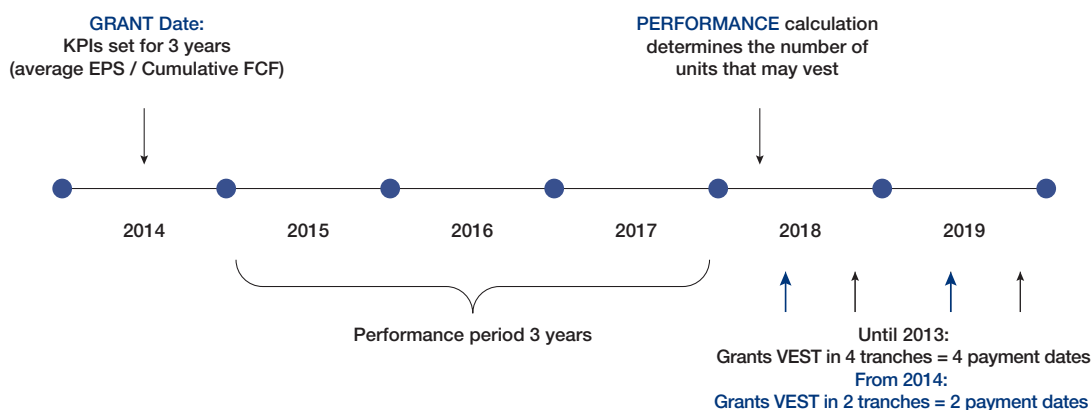 GRANT Date:
KPIs set for 3 years
(average EPS / Cumulative FCF)
PERFORMANCE calculation
determines the number of
units that may vest
2014
2015
2016
2017
2018
2019
Performance period 3 years
Until 2013:
Grants VEST in 4 tranches = 4 payment dates
From 2014:
Grants VEST in 2 tranches = 2 payment dates